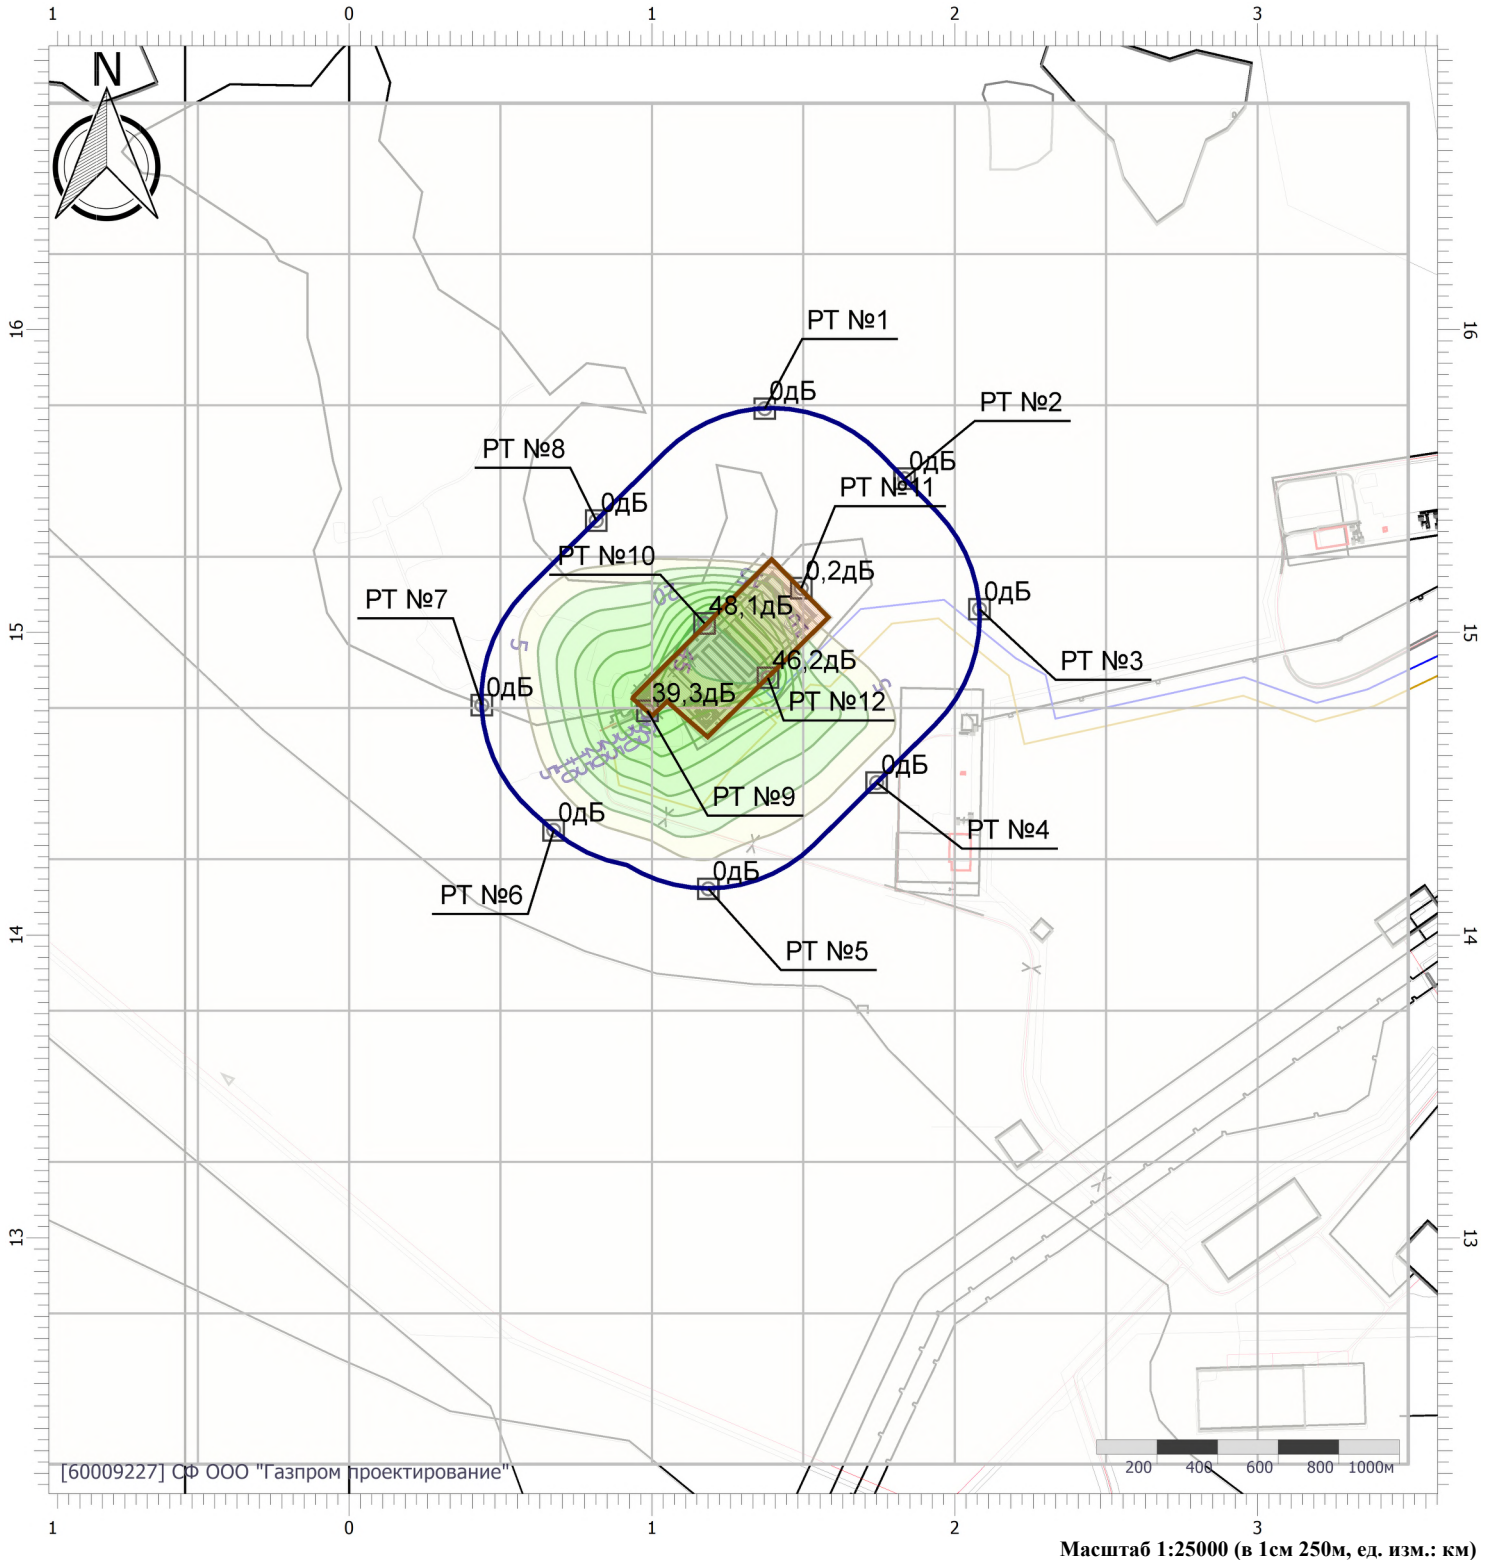 1 0 1 2 3
N
16 16
РТ №1
0дБ
РТ №2
0дБ
РТ №8
0дБ
РТ №11
РТ №10
0,2дБ
0дБ
48,1дБ
РТ №7
15 15
5
46,2дБ
РТ №3
0дБ
39,3дБ
РТ №12
5
0дБ
РТ №9
0дБ
РТ №4
0дБ
РТ №6
14 14
РТ №5
13 13
200 400 600 800 1000м
[60009227] СФ ООО "Газпром проектирование"
1 0 1 2 3
Масштаб 1:25000 (в 1см 250м, ед. изм.: км)